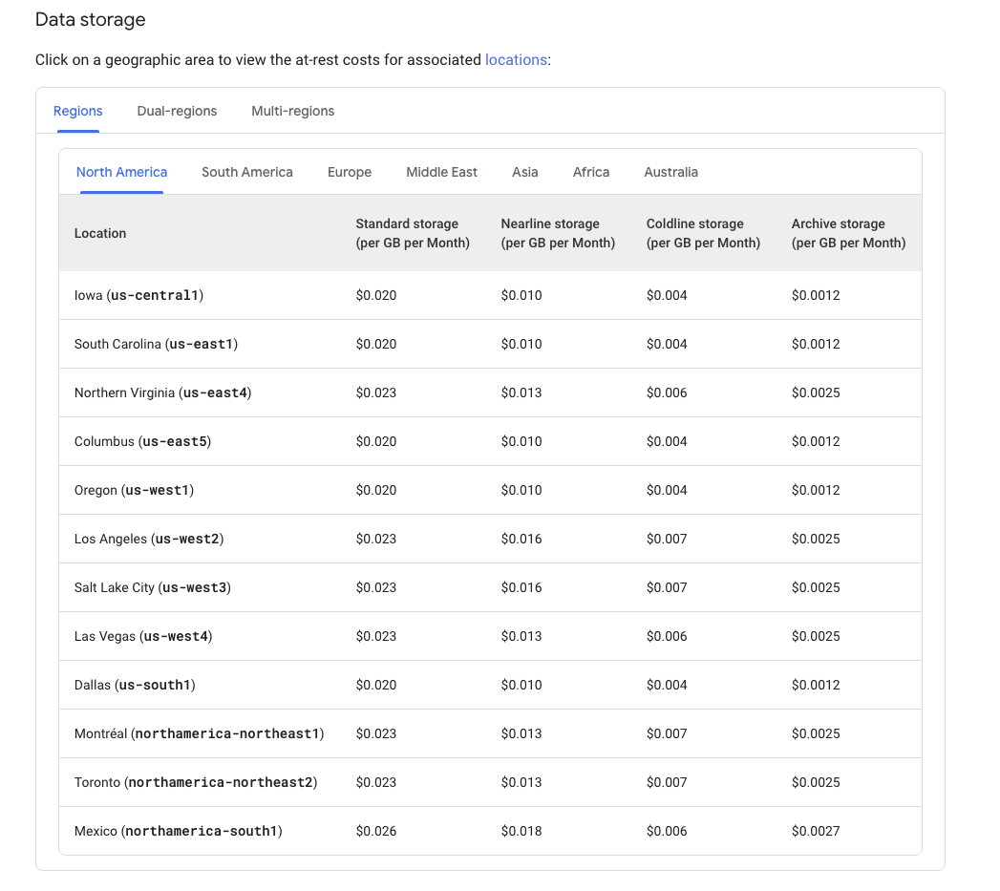 Data storage
Click on a geographic area to view the at-rest costs for associated locations:
Regions Dual-regions Multi-regions
North America South America Europe Middle East Asia Africa Australia
Location Standard storage (per GB per Month) Nearline storage (per GB per Month) Coldline storage (per GB per Month) Archive storage (per GB per Month)
Iowa (us-central1) $0.020 $0.010 $0.004 $0.0012
South Carolina (us-east1) $0.020 $0.010 $0.004 $0.0012
Northern Virginia (us-east4) $0.023 $0.013 $0.006 $0.0025
Columbus (us-east5) $0.020 $0.010 $0.004 $0.0012
Oregon (us-west1) $0.020 $0.010 $0.004 $0.0012
Los Angeles (us-west2) $0.023 $0.016 $0.007 $0.0025
Salt Lake City (us-west3) $0.023 $0.016 $0.007 $0.0025
Las Vegas (us-west4) $0.023 $0.013 $0.006 $0.0025
Dallas (us-south1) $0.020 $0.010 $0.004 $0.0012
Montréal (northamerica-northeast1) $0.023 $0.013 $0.007 $0.0025
Toronto (northamerica-northeast2) $0.023 $0.013 $0.007 $0.0025
Mexico (northamerica-south1) $0.026 $0.018 $0.006 $0.0027